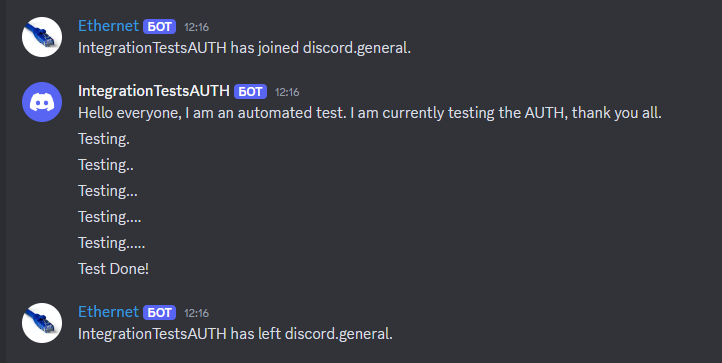 Ethernet БОТ 12:16
IntegrationTestsAUTH has joined discord.general.
IntegrationTestsAUTH БОТ 12:16
Hello everyone, I am an automated test. I am currently testing the AUTH, thank you all.
Testing.
Testing..
Testing...
Testing....
Testing.....
Test Done!
Ethernet БОТ 12:16
IntegrationTestsAUTH has left discord.general.